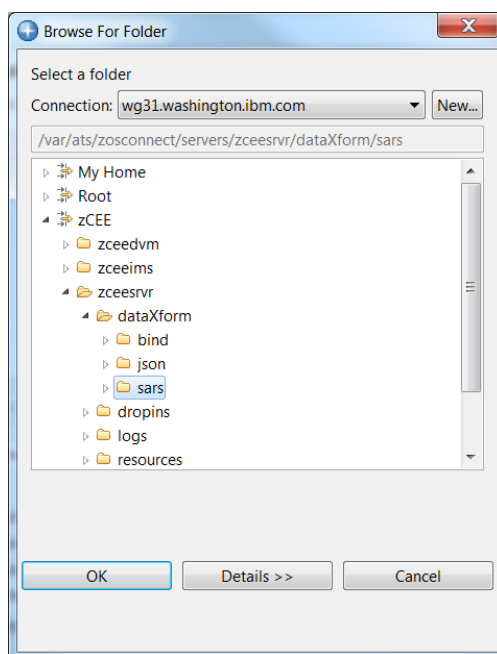 Browse For Folder
Select a folder
Connection: wg31.washington.ibm.com New...
/var/ats/zosconnect/servers/zceesrvr/dataXform/sars
My Home
Root
zCEE
zceedvm
zceeims
zceesrvr
dataXform
bind
json
sars
dropins
logs
resources
OK Details >> Cancel